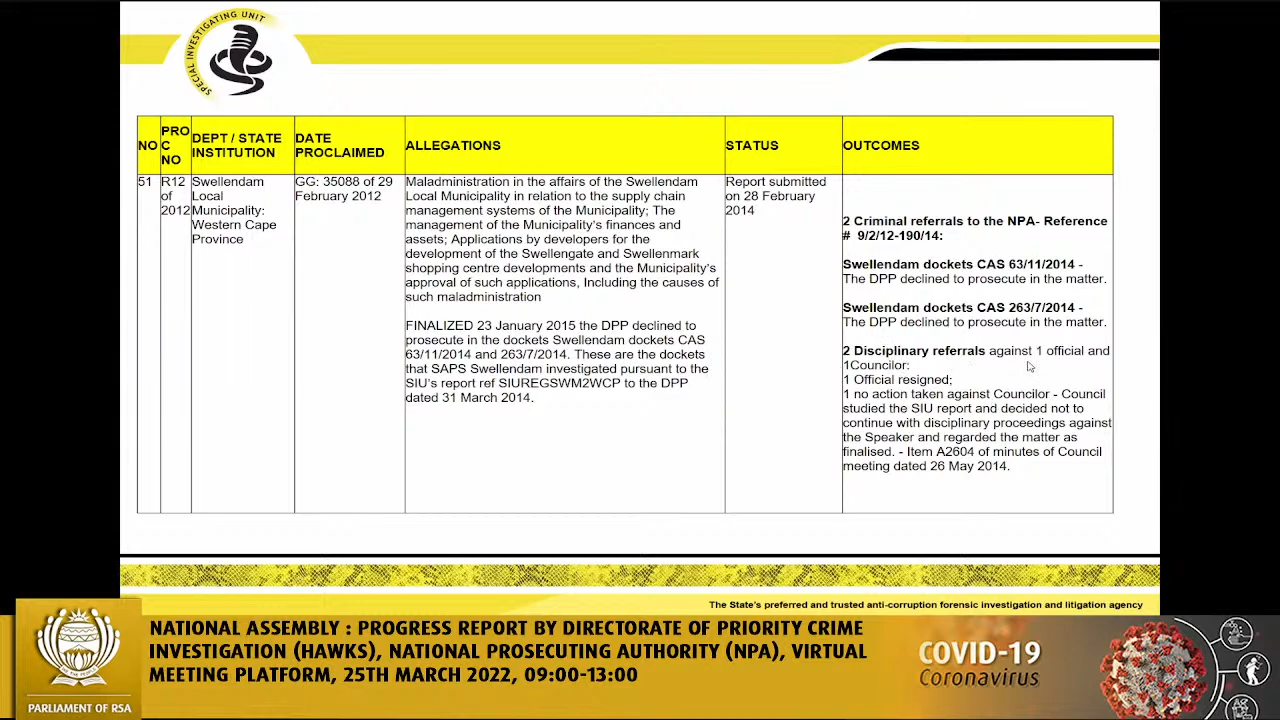 SPECIAL INVESTIGATING UNIT
NO
PRO
C
NO
DEPT / STATE
INSTITUTION
DATE
PROCLAIMED
ALLEGATIONS
STATUS
OUTCOMES
51
R12
of
2012
Swellendam
Local
Municipality:
Western Cape
Province
GG: 35088 of 29
February 2012
Maladministration in the affairs of the Swellendam
Local Municipality in relation to the supply chain
management systems of the Municipality; The
management of the Municipality's finances and
assets; Applications by developers for the
development of the Swellengate and Swellenmark
shopping centre developments and the Municipality's
approval of such applications, Including the causes of
such maladministration
FINALIZED 23 January 2015 the DPP declined to
prosecute in the dockets Swellendam dockets CAS
63/11/2014 and 263/7/2014. These are the dockets
that SAPS Swellendam investigated pursuant to the
SIU's report ref SIUREGSWM2WCP to the DPP
dated 31 March 2014.
Report submitted
on 28 February
2014
2 Criminal referrals to the NPA- Reference
# 9/2/12-190/14:
Swellendam dockets CAS 63/11/2014 -
The DPP declined to prosecute in the matter.
Swellendam dockets CAS 263/7/2014 -
The DPP declined to prosecute in the matter.
2 Disciplinary referrals against 1 official and
1Councilor:
1 Official resigned;
1 no action taken against Councilor - Council
studied the SIU report and decided not to
continue with disciplinary proceedings against
the Speaker and regarded the matter as
finalised. - Item A2604 of minutes of Council
meeting dated 26 May 2014.
The State's preferred and trusted anti-corruption forensic investigation and litigation agency
NATIONAL ASSEMBLY : PROGRESS REPORT BY DIRECTORATE OF PRIORITY CRIME
INVESTIGATION (HAWKS), NATIONAL PROSECUTING AUTHORITY (NPA), VIRTUAL
MEETING PLATFORM, 25TH MARCH 2022, 09:00-13:00
PARLIAMENT OF RSA
COVID-19
Coronavirus